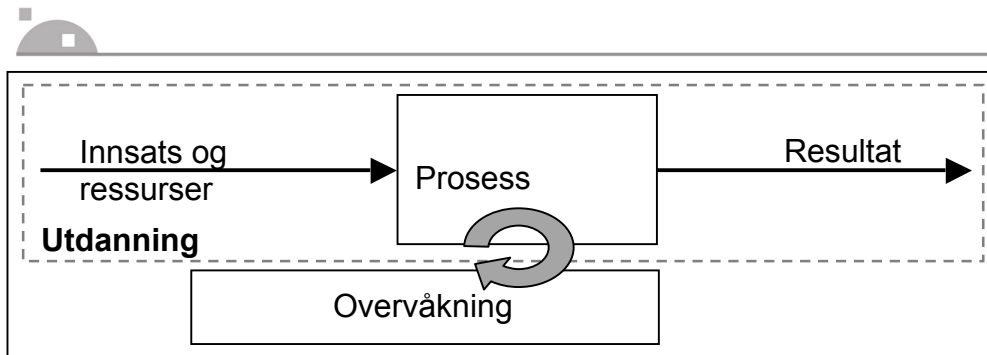 Innsats og
ressurser
Prosess
Resultat
Utdanning
Overvåkning